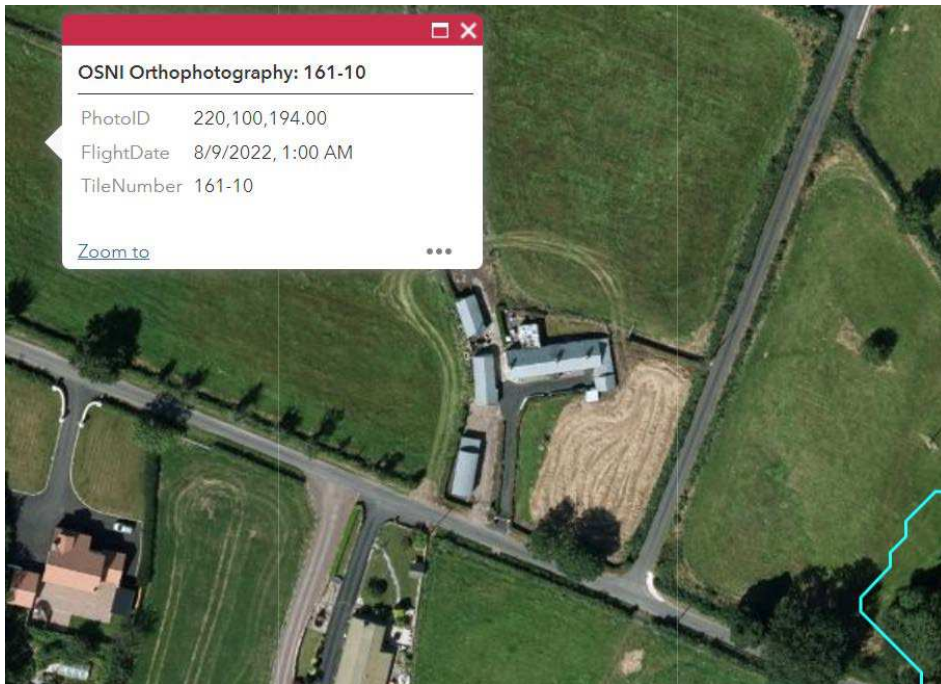 OSNI Orthophotography: 161-10
PhotoID 220,100,194.00
FlightDate 8/9/2022, 1:00 AM
TileNumber 161-10
Zoom to